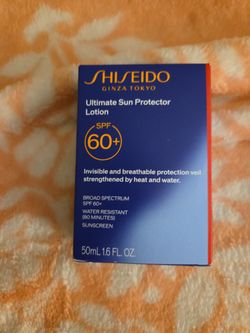 SHISEIDO
GINZA TOKYO
Ultimate Sun Protector
Lotion
SPF
60+
Invisible and breathable protection veil
strengthened by heat and water.
BROAD SPECTRUM
SPF 60+
WATER RESISTANT
(80 MINUTES)
SUNSCREEN
50mL 1.6 FL. OZ.